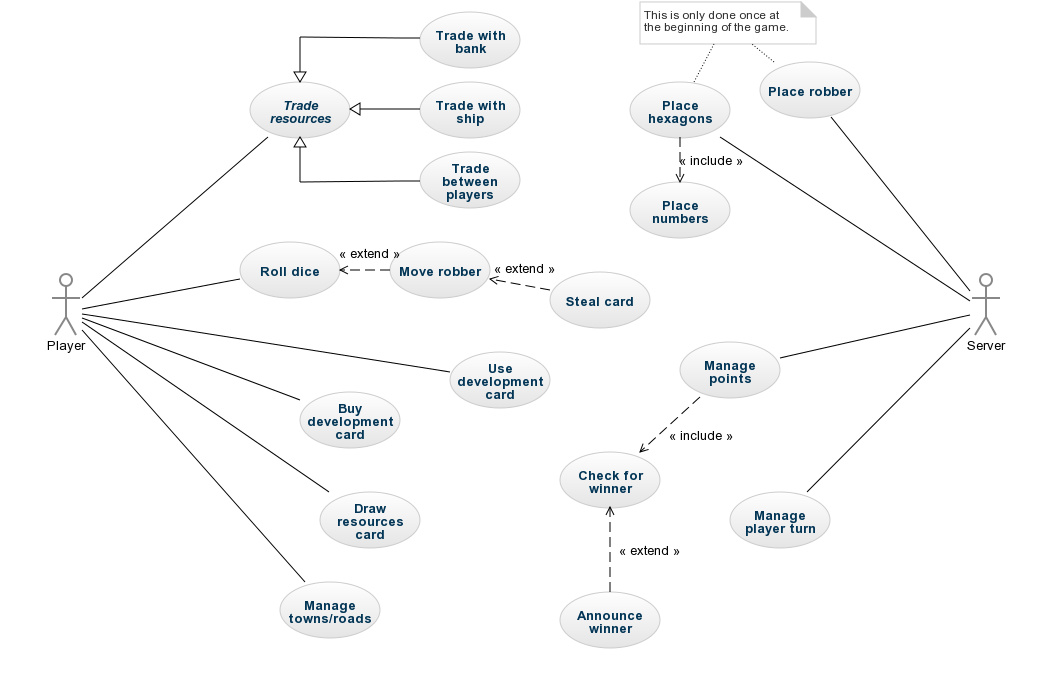 This is only done once at
the beginning of the game.
Trade with
bank
Trade
resources
Trade with
ship
Trade
between
players
Place
hexagons
Place robber
« include »
Place
numbers
Roll dice
« extend »
Move robber
« extend »
Steal card
Player
Server
Use
development
card
Manage
points
Buy
development
card
« include »
Check for
winner
Draw
resources
card
Manage
player turn
« extend »
Manage
towns/roads
Announce
winner